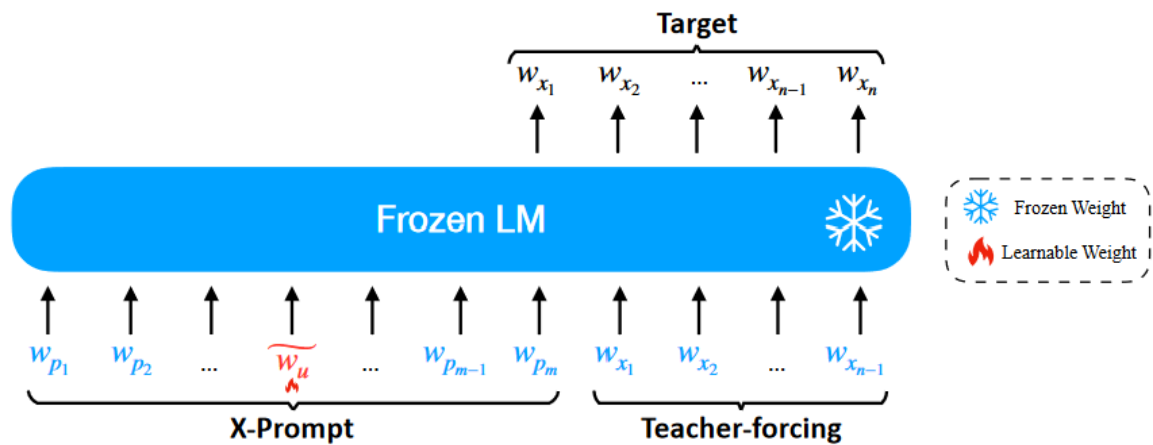 Target
w_{x_1} w_{x_2} ... w_{x_{n-1}} w_{x_n}
Frozen LM
Frozen Weight
Learnable Weight
w_{p_1} w_{p_2} ... \widetilde{w_u} ... w_{p_{m-1}} w_{p_m} w_{x_1} w_{x_2} ... w_{x_{n-1}}
X-Prompt Teacher-forcing